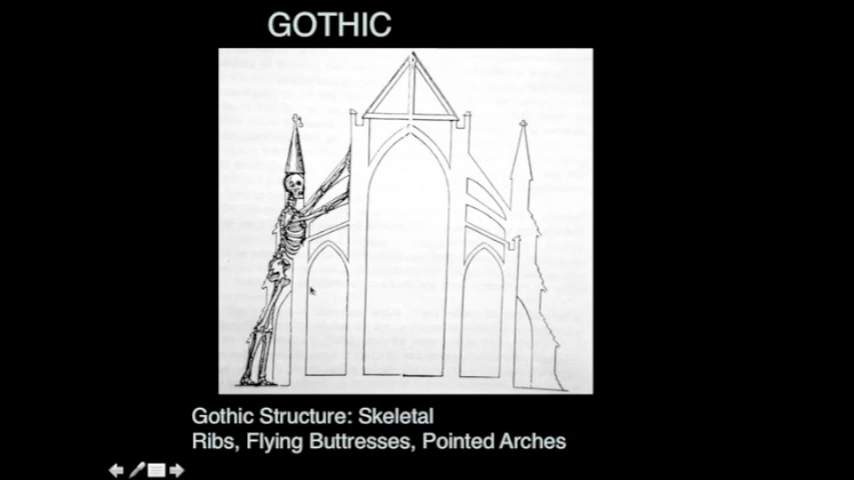 GOTHIC
Gothic Structure: Skeletal
Ribs, Flying Buttresses, Pointed Arches